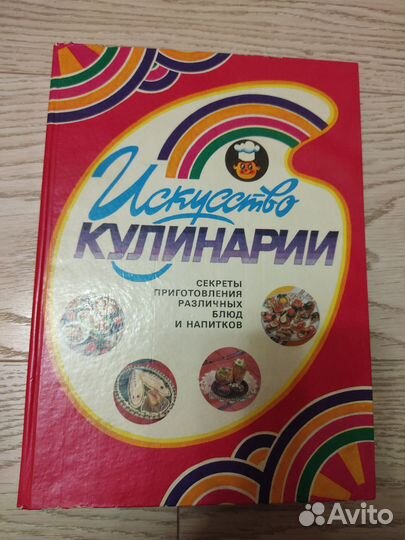 Искусство
КУЛИНАРИИ
СЕКРЕТЫ
ПРИГОТОВЛЕНИЯ
РАЗЛИЧНЫХ
БЛЮД
И НАПИТКОВ
Avito